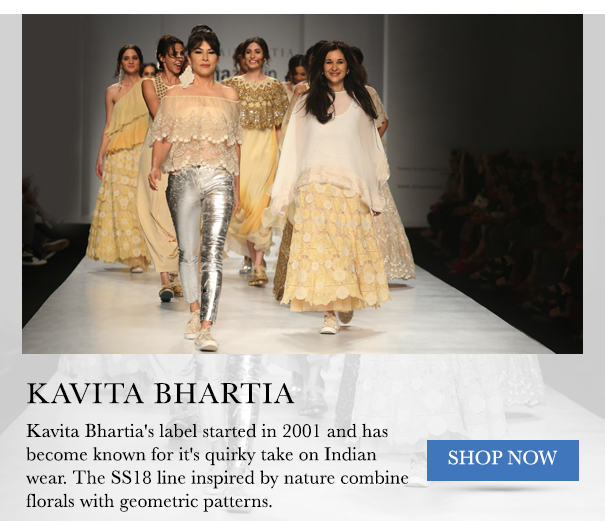 KAVITA BHARTIA
Kavita Bhartia's label started in 2001 and has
become known for it's quirky take on Indian
wear. The SS18 line inspired by nature combine
florals with geometric patterns.
SHOP NOW